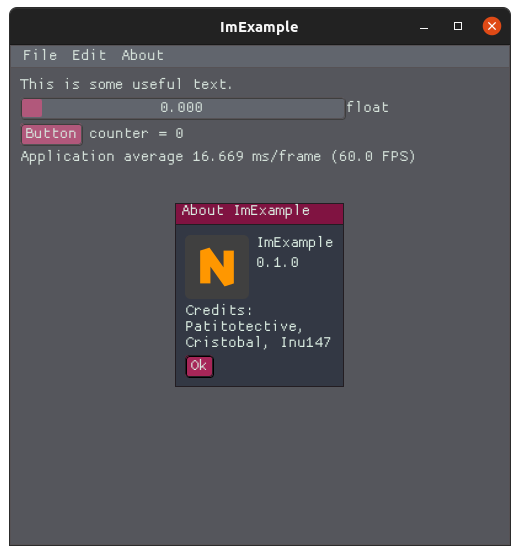 ImExample
File Edit About
This is some useful text.
0.000 float
Button counter = 0
Application average 16.669 ms/frame (60.0 FPS)
About ImExample
N
ImExample
0.1.0
Credits:
Patitotective,
Cristobal, Inu147
Ok